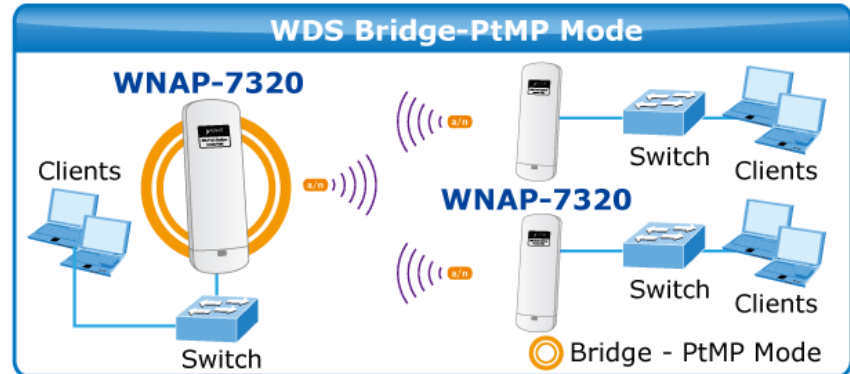 WDS Bridge-PtMP Mode
WNAP-7320
Clients
a/n
Switch
a/n
Switch
Clients
WNAP-7320
a/n
Switch
Clients
Bridge - PtMP Mode